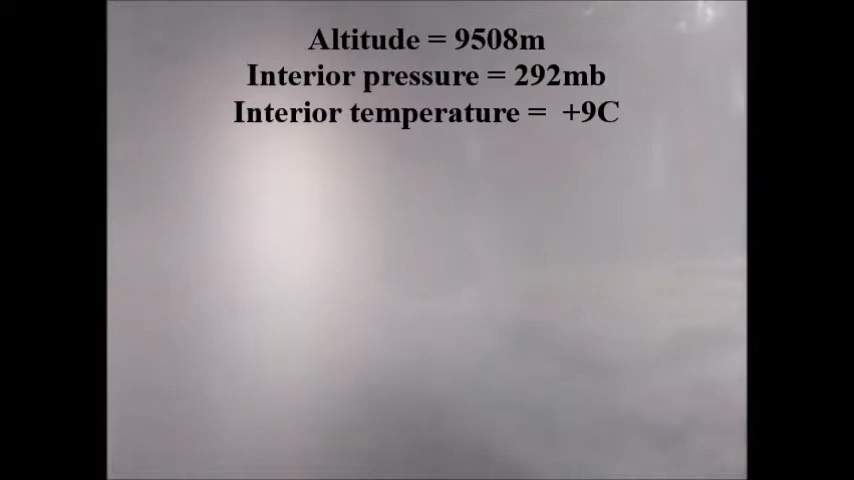 Altitude = 9508m
Interior pressure = 292mb
Interior temperature =  +9C